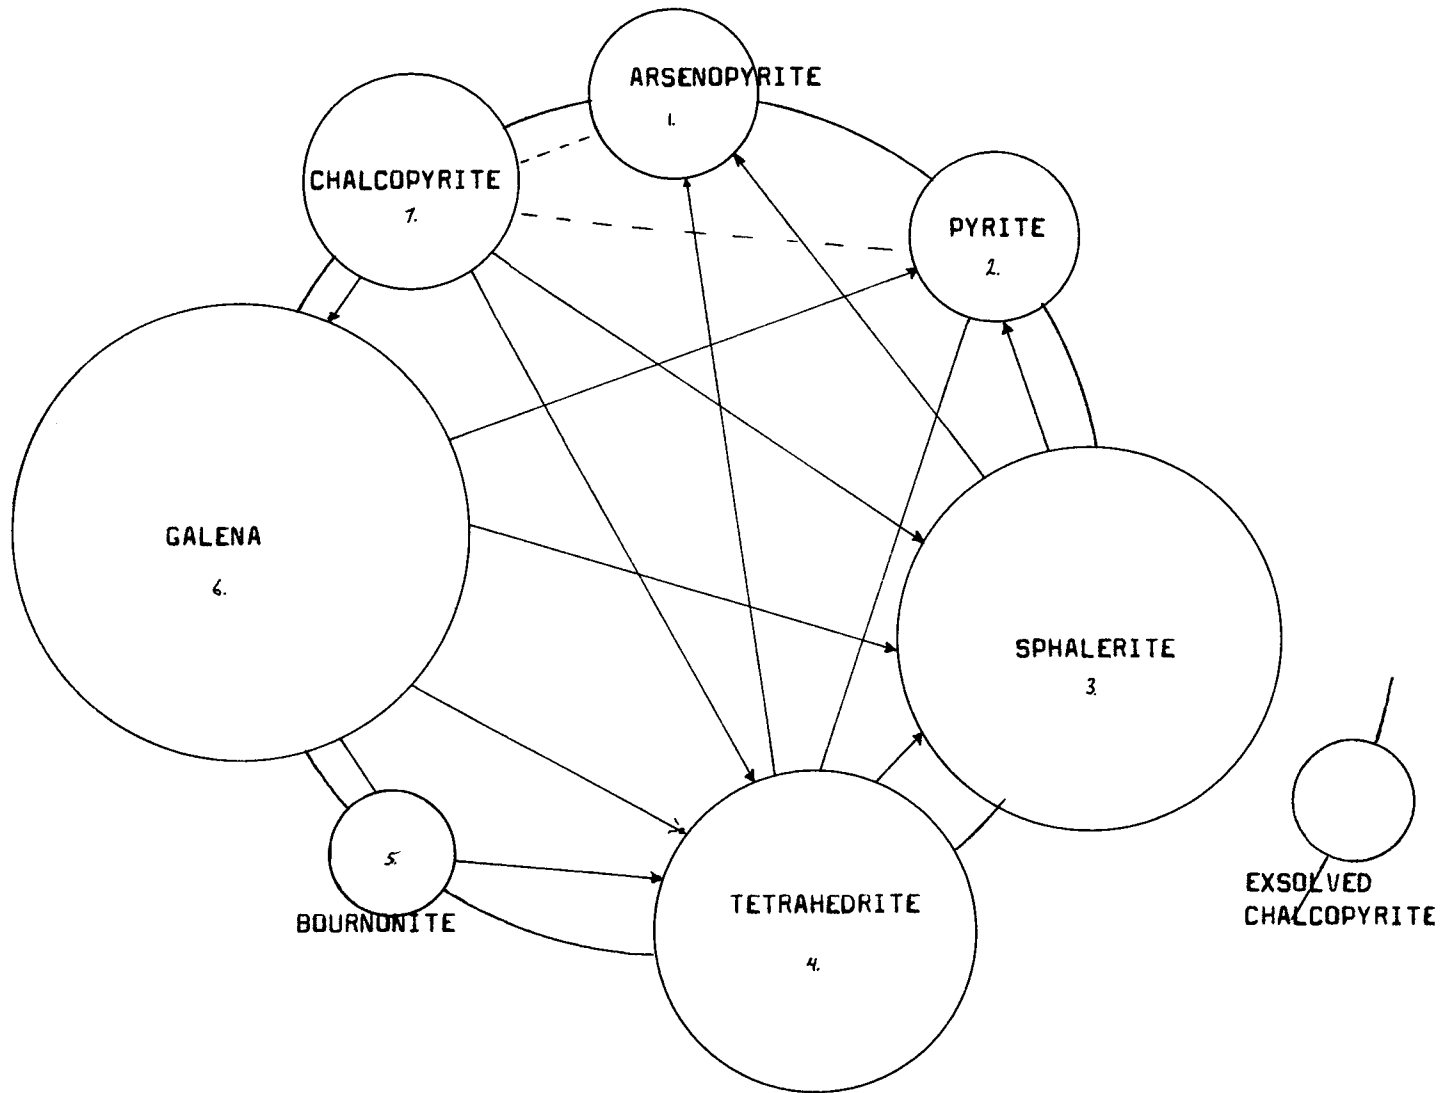 ARSENOPYRITE
1.
CHALCOPYRITE
7.
PYRITE
2.
GALENA
6.
SPHALERITE
3.
5.
BOURNONITE
TETRAHEDRITE
4.
EXSOLVED
CHALCOPYRITE